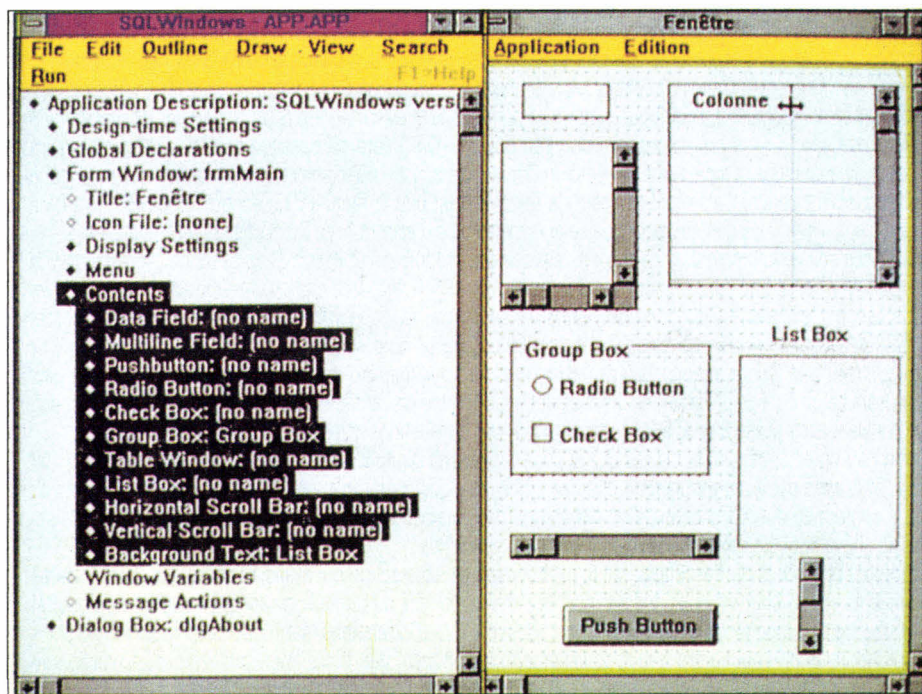 SQLWindows - APP.APP
File Edit Outline Draw View Search
Run F1=Help
◆ Application Description: SQLWindows vers
◆ Design-time Settings
◆ Global Declarations
◆ Form Window: frmMain
◇ Title: Fenêtre
◇ Icon File: (none)
◆ Display Settings
◆ Menu
◆ Contents
◆ Data Field: (no name)
◆ Multiline Field: (no name)
◆ Pushbutton: (no name)
◆ Radio Button: (no name)
◆ Check Box: (no name)
◆ Group Box: Group Box
◆ Table Window: (no name)
◆ List Box: (no name)
◆ Horizontal Scroll Bar: (no name)
◆ Vertical Scroll Bar: (no name)
◆ Background Text: List Box
◇ Window Variables
◇ Message Actions
◆ Dialog Box: dlgAbout
Fenêtre
Application Edition
Colonne
Group Box
Radio Button
Check Box
List Box
Push Button